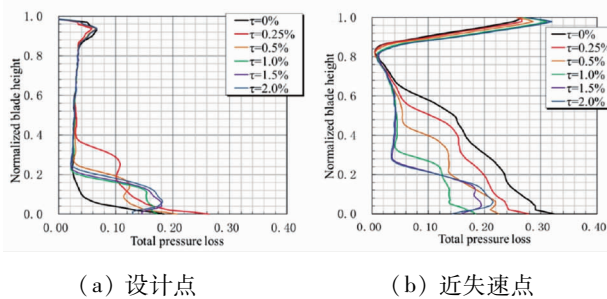 1.0
0.8
0.6
0.4
0.2
0.0
Normalized blade height
τ=0%
τ=0.25%
τ=0.5%
τ=1.0%
τ=1.5%
τ=2.0%
0.00 0.10 0.20 0.30 0.40
Total pressure loss
(a) 设计点
1.0
0.8
0.6
0.4
0.2
0.0
Normalized blade height
τ=0%
τ=0.25%
τ=0.5%
τ=1.0%
τ=1.5%
τ=2.0%
0.00 0.10 0.20 0.30 0.40
Total pressure loss
(b) 近失速点